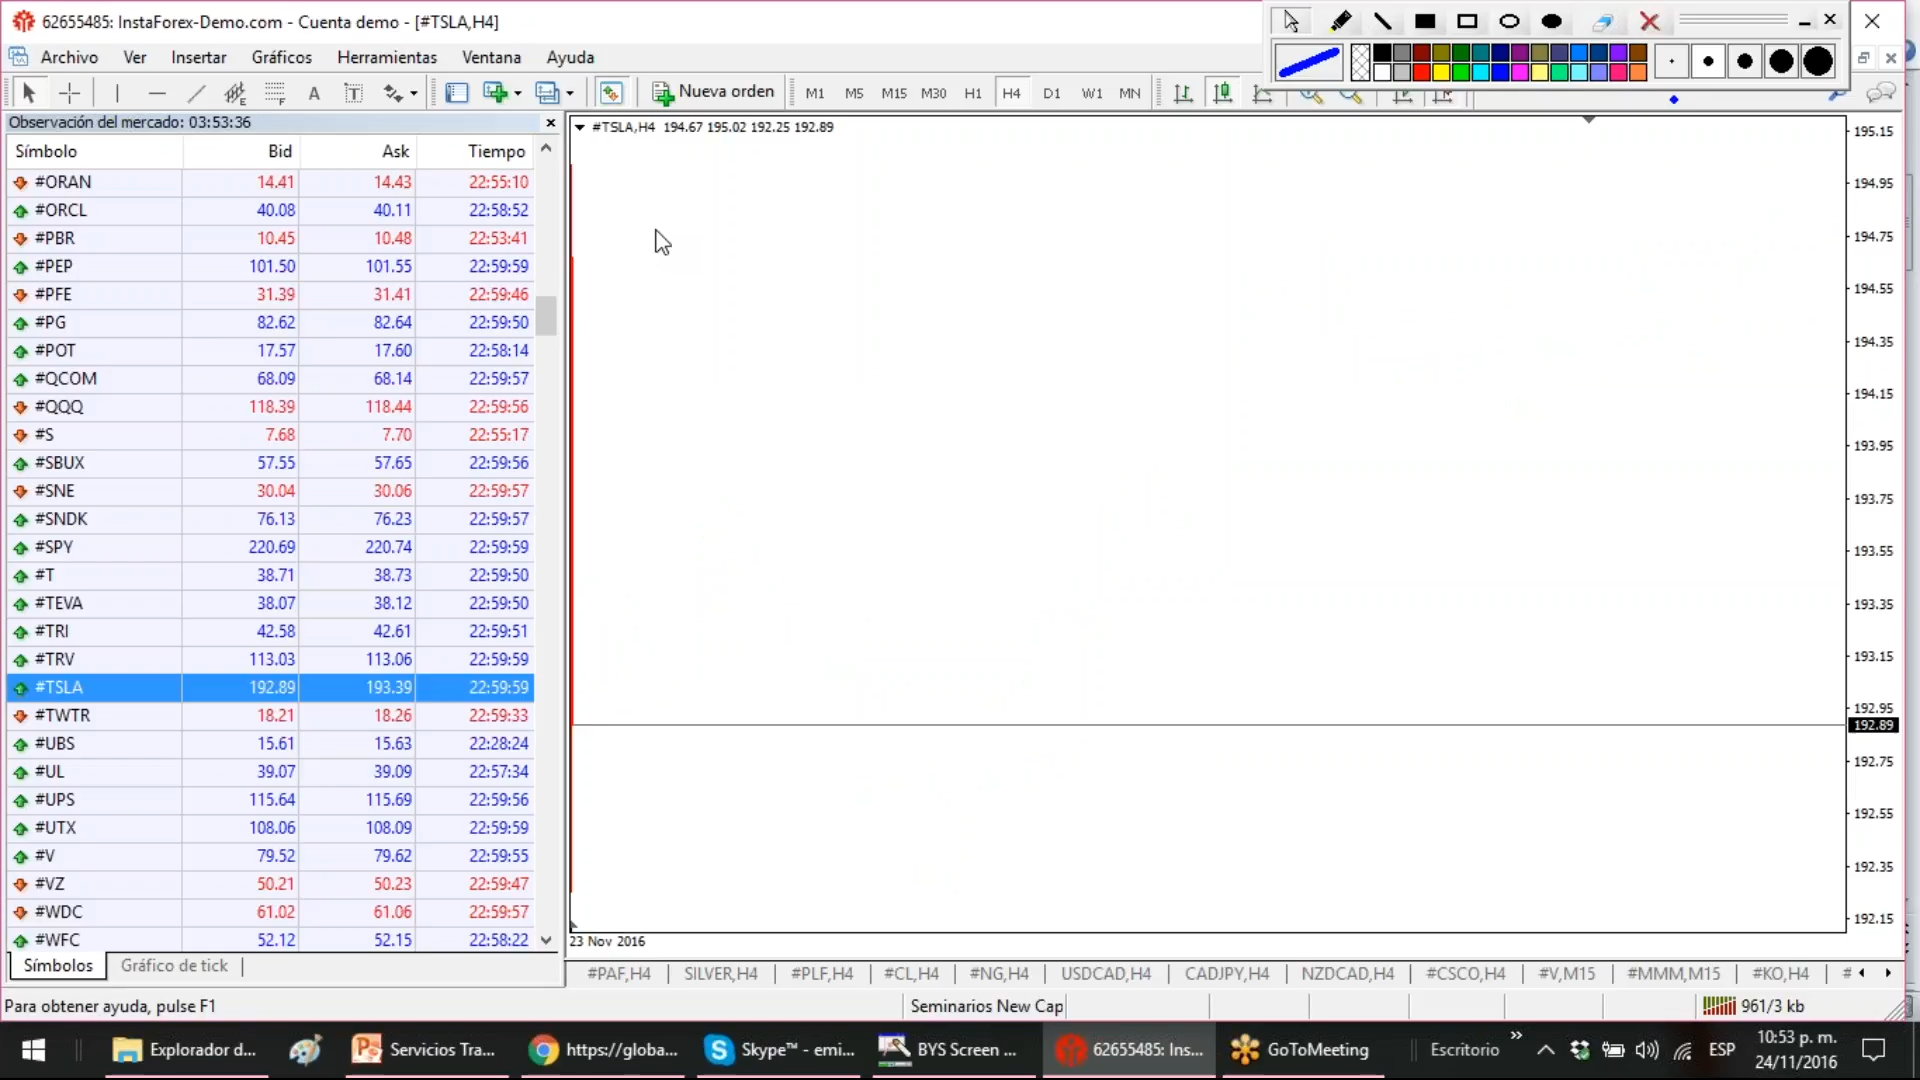 62655485: InstaForex-Demo.com - Cuenta demo - [#TSLA,H4]
Archivo Ver Insertar Gráficos Herramientas Ventana Ayuda
A T Nueva orden M1 M5 M15 M30 H1 H4 D1 W1 MN
Observación del mercado: 03:53:36
Símbolo Bid Ask Tiempo
#ORAN 14.41 14.43 22:55:10
#ORCL 40.08 40.11 22:58:52
#PBR 10.45 10.48 22:53:41
#PEP 101.50 101.55 22:59:59
#PFE 31.39 31.41 22:59:46
#PG 82.62 82.64 22:59:50
#POT 17.57 17.60 22:58:14
#QCOM 68.09 68.14 22:59:57
#QQQ 118.39 118.44 22:59:56
#S 7.68 7.70 22:55:17
#SBUX 57.55 57.65 22:59:56
#SNE 30.04 30.06 22:59:57
#SNDK 76.13 76.23 22:59:57
#SPY 220.69 220.74 22:59:59
#T 38.71 38.73 22:59:50
#TEVA 38.07 38.12 22:59:50
#TRI 42.58 42.61 22:59:51
#TRV 113.03 113.06 22:59:59
#TSLA 192.89 193.39 22:59:59
#TWTR 18.21 18.26 22:59:33
#UBS 15.61 15.63 22:28:24
#UL 39.07 39.09 22:57:34
#UPS 115.64 115.69 22:59:56
#UTX 108.06 108.09 22:59:59
#V 79.52 79.62 22:59:55
#VZ 50.21 50.23 22:59:47
#WDC 61.02 61.06 22:59:57
#WFC 52.12 52.15 22:58:22
Símbolos Gráfico de tick
#TSLA,H4 194.67 195.02 192.25 192.89
195.15
194.95
194.75
194.55
194.35
194.15
193.95
193.75
193.55
193.35
193.15
192.95
192.89
192.75
192.55
192.35
192.15
23 Nov 2016
#PAF,H4 SILVER,H4 #PLF,H4 #CL,H4 #NG,H4 USDCAD,H4 CADJPY,H4 NZDCAD,H4 #CSCO,H4 #V,M15 #MMM,M15 #KO,H4 #
Para obtener ayuda, pulse F1 Seminarios New Cap 961/3 kb
Explorador d... Servicios Tra... https://globa... Skype™ - emi... BYS Screen ... 62655485: Ins... GoToMeeting Escritorio ESP 10:53 p. m.
24/11/2016